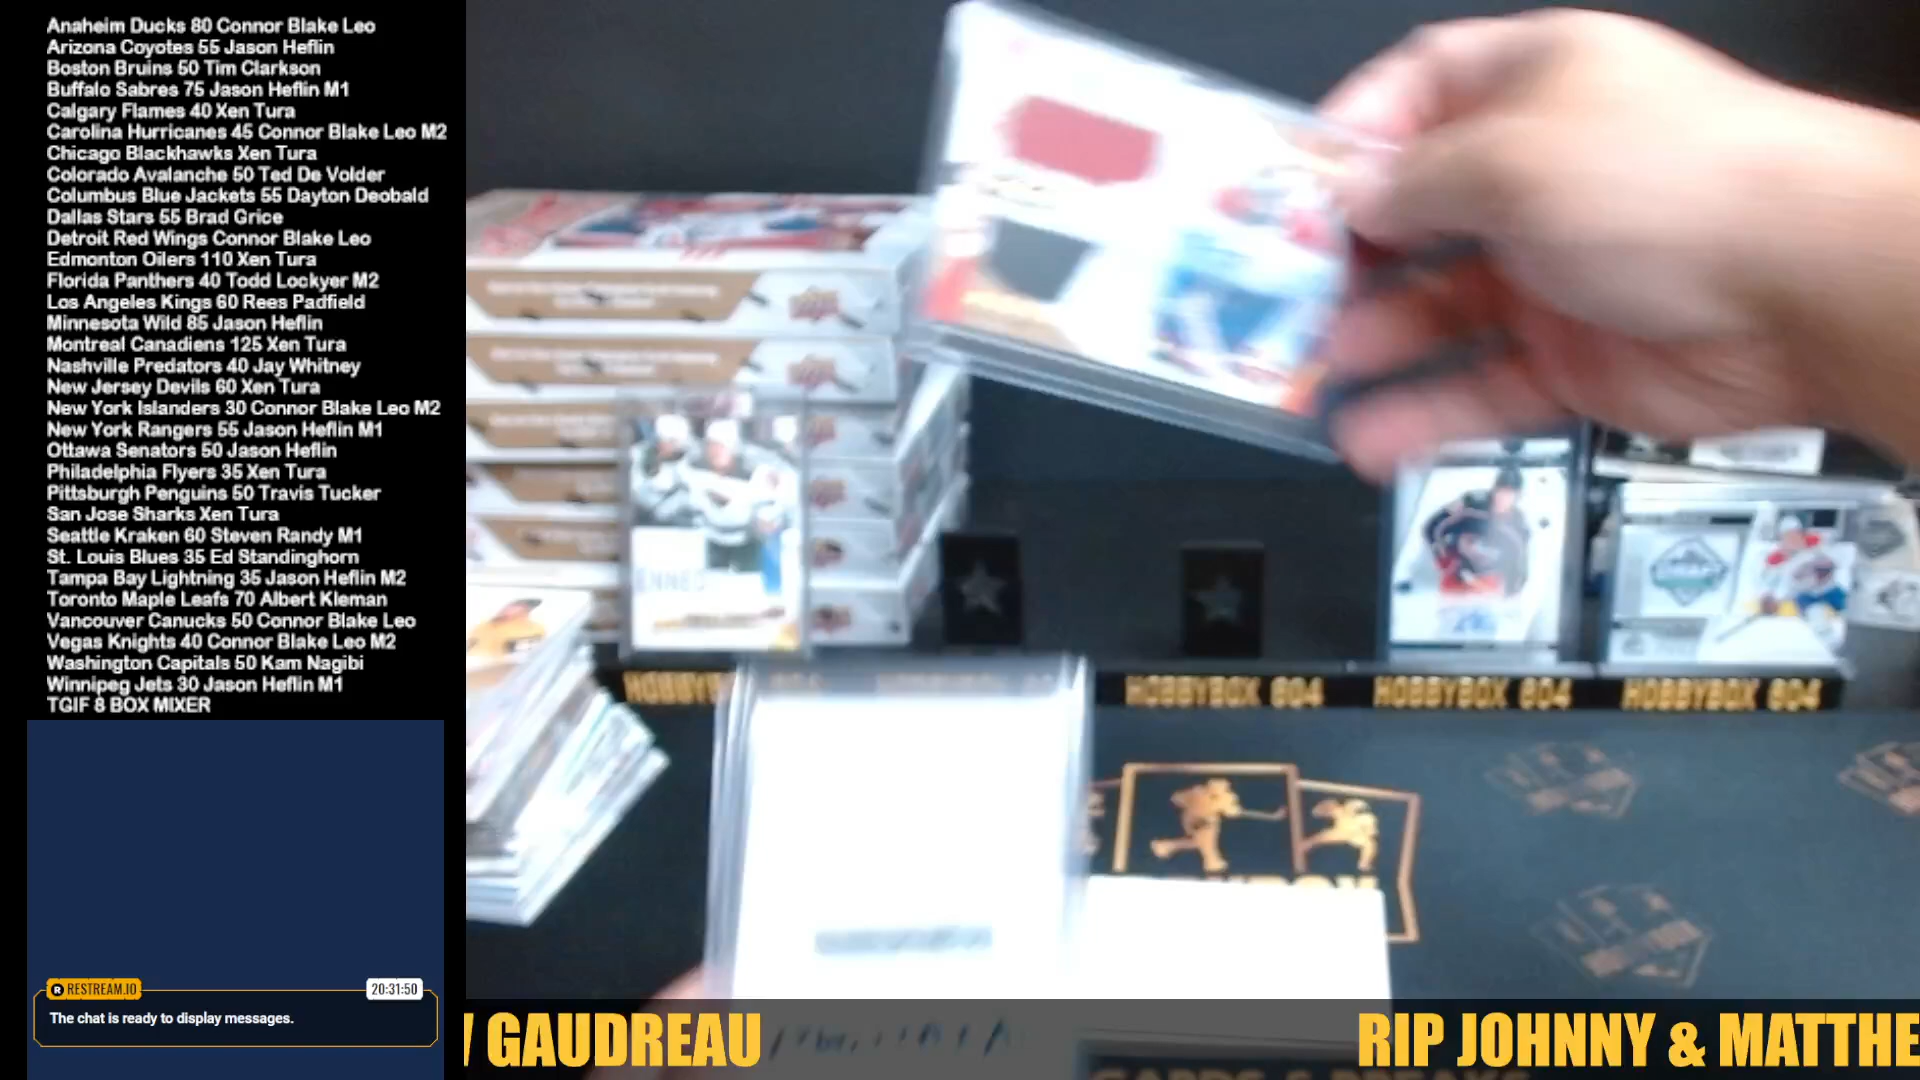 Anaheim Ducks 80 Connor Blake Leo
Arizona Coyotes 55 Jason Heflin
Boston Bruins 50 Tim Clarkson
Buffalo Sabres 75 Jason Heflin M1
Calgary Flames 40 Xen Tura
Carolina Hurricanes 45 Connor Blake Leo M2
Chicago Blackhawks Xen Tura
Colorado Avalanche 50 Ted De Volder
Columbus Blue Jackets 55 Dayton Deobald
Dallas Stars 55 Brad Grice
Detroit Red Wings Connor Blake Leo
Edmonton Oilers 110 Xen Tura
Florida Panthers 40 Todd Lockyer M2
Los Angeles Kings 60 Rees Padfield
Minnesota Wild 85 Jason Heflin
Montreal Canadiens 125 Xen Tura
Nashville Predators 40 Jay Whitney
New Jersey Devils 60 Xen Tura
New York Islanders 30 Connor Blake Leo M2
New York Rangers 55 Jason Heflin M1
Ottawa Senators 50 Jason Heflin
Philadelphia Flyers 35 Xen Tura
Pittsburgh Penguins 50 Travis Tucker
San Jose Sharks Xen Tura
Seattle Kraken 60 Steven Randy M1
St. Louis Blues 35 Ed Standinghorn
Tampa Bay Lightning 35 Jason Heflin M2
Toronto Maple Leafs 70 Albert Kleman
Vancouver Canucks 50 Connor Blake Leo
Vegas Knights 40 Connor Blake Leo M2
Washington Capitals 50 Kam Nagibi
Winnipeg Jets 30 Jason Heflin M1
TGIF 8 BOX MIXER
RESTREAM.IO 20:31:50
The chat is ready to display messages.
HOBBYBOX 604 HOBBYBOX 604 HOBBYBOX 604
GAUDREAU RIP JOHNNY & MATTHE